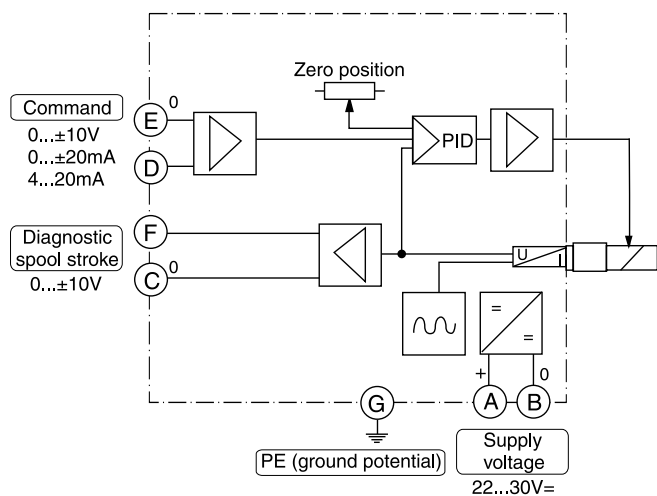 Zero position
Command
E
0
0...±10V
0...±20mA
4...20mA
D
PID
F
Diagnostic
spool stroke
0...±10V
C
0
U
I
=
=
+
0
G
A
B
PE (ground potential)
Supply
voltage
22...30V=